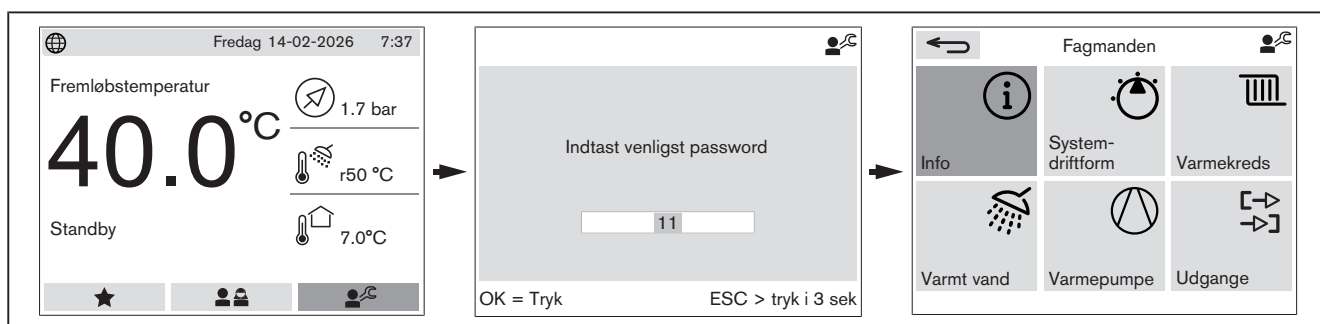 Fredag 14-02-2026 7:37
Fremløbstemperatur
40.0°C
1.7 bar
r50 °C
7.0°C
Standby
Indtast venligst password
11
OK = Tryk
ESC > tryk i 3 sek
Fagmanden
Info
System-
driftform
Varmekreds
Varmt vand
Varmepumpe
Udgange